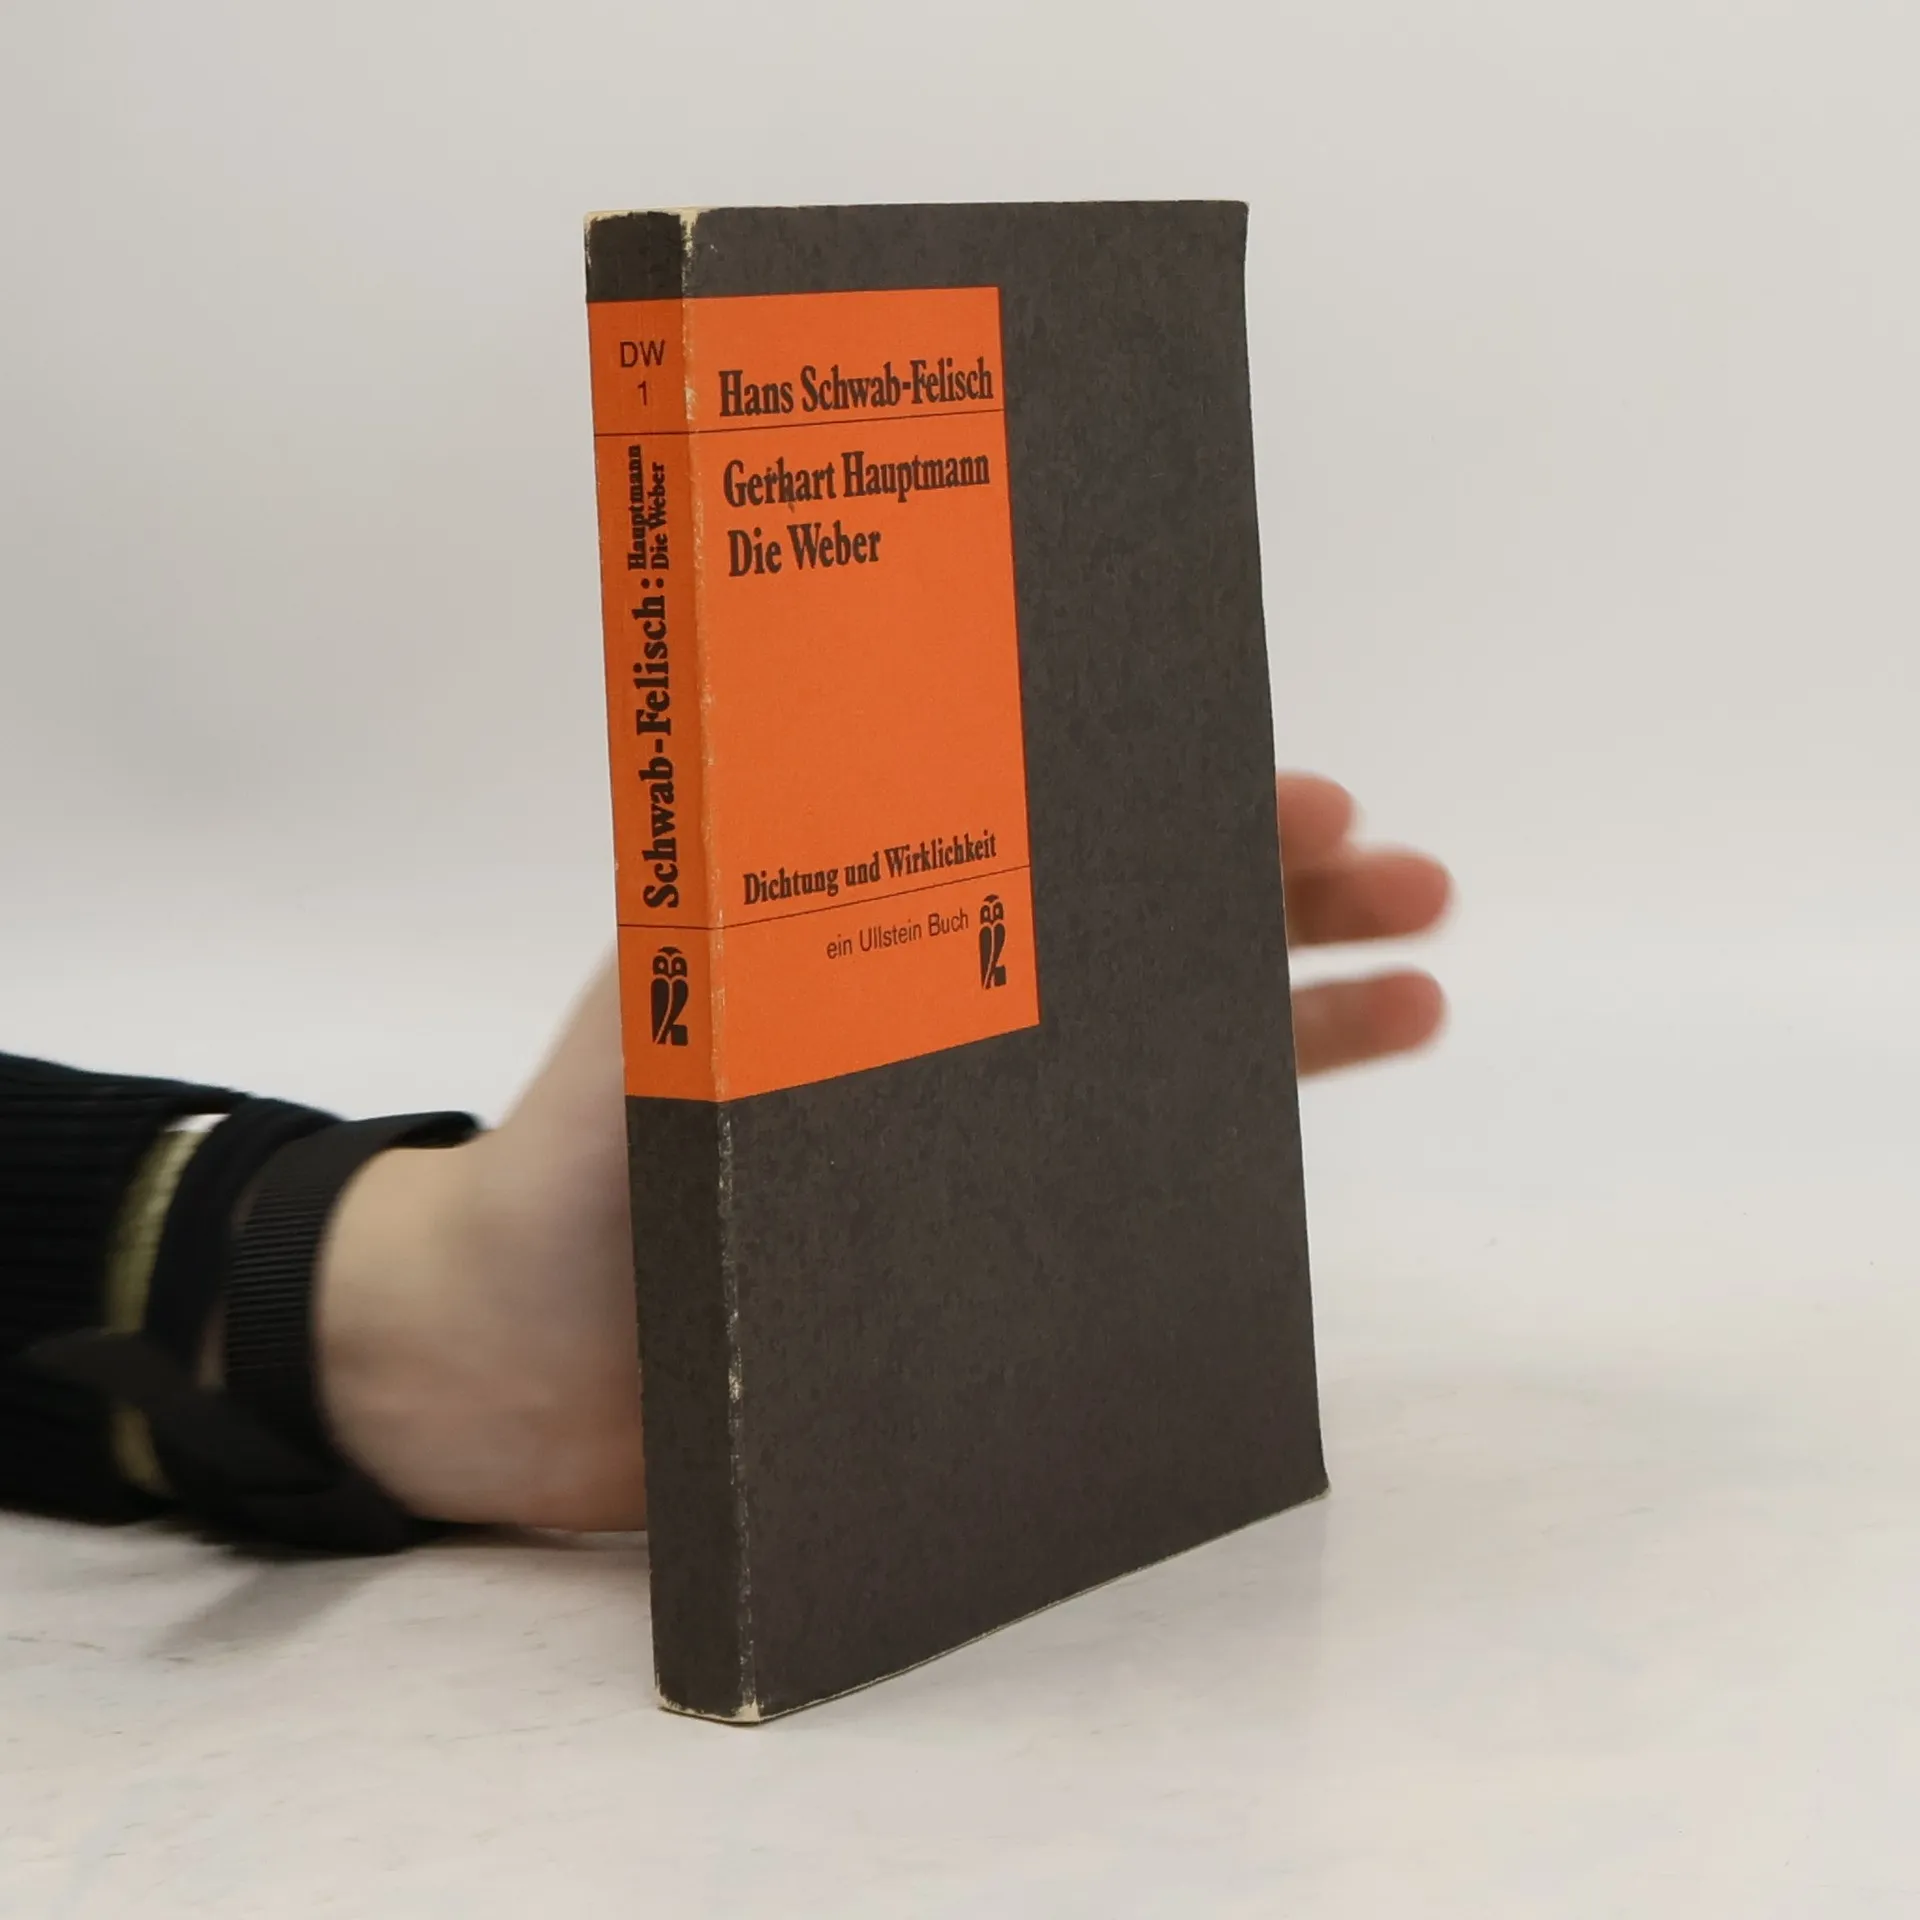 DW
1
Schwab-Felisch: Hauptmann
Die Weber
Hans Schwab-Felisch
Gerhart Hauptmann
Die Weber
Dichtung und Wirklichkeit
ein Ullstein Buch